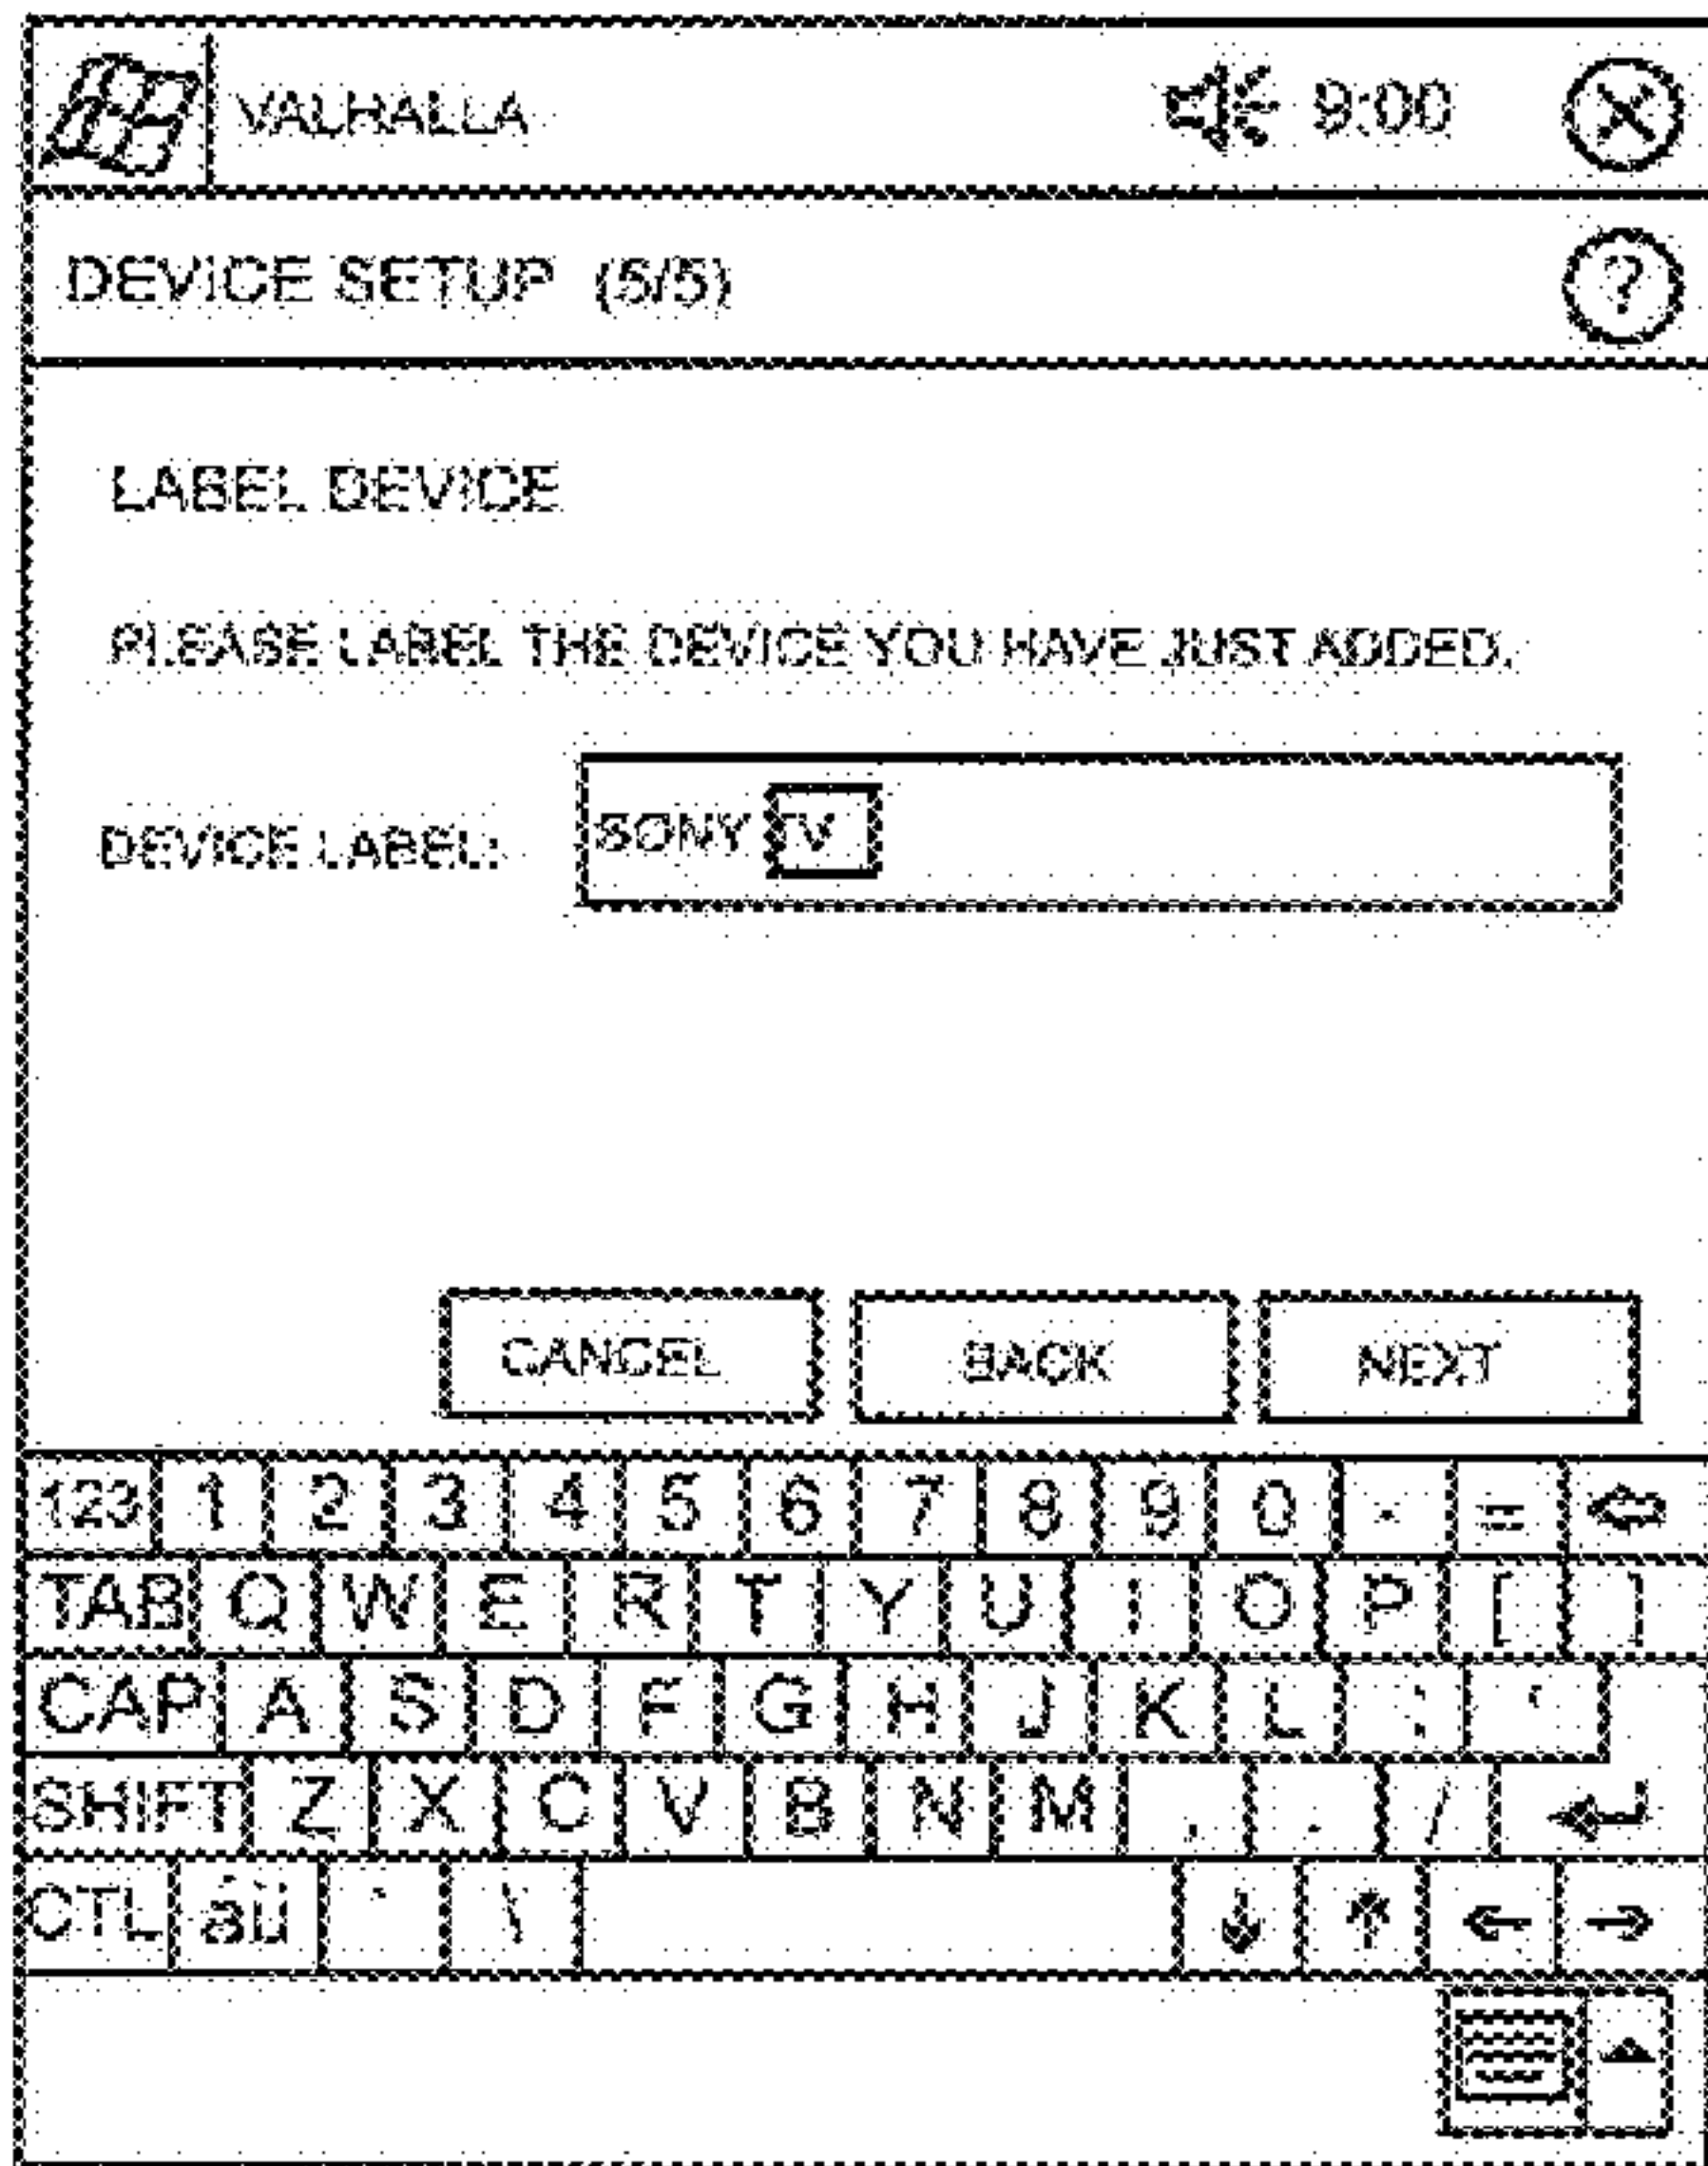 VALHALLA 9:00
DEVICE SETUP (5/5) ?
LABEL DEVICE
PLEASE LABEL THE DEVICE YOU HAVE JUST ADDED.
DEVICE LABEL: SONY TV
CANCEL BACK NEXT
123 1 2 3 4 5 6 7 8 9 0 - =
TAB Q W E R T Y U I O P [ ]
CAP A S D F G H J K L ; '
SHIFT Z X C V B N M , . /
CTL áü ` \